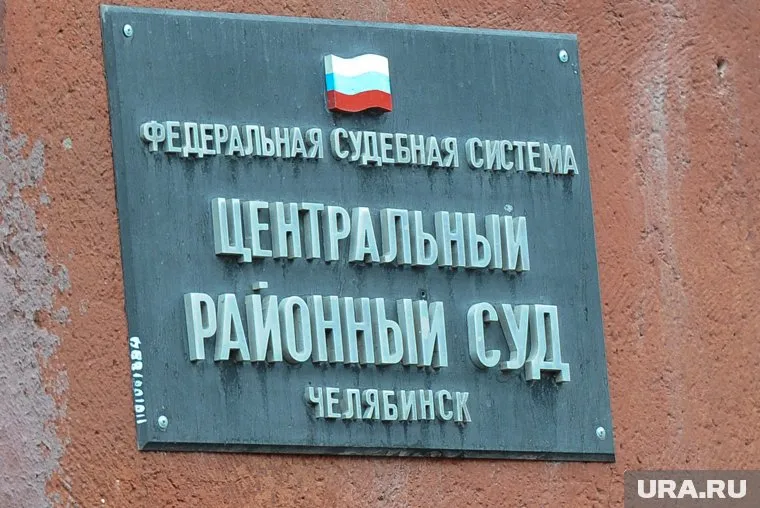 ФЕДЕРАЛЬНАЯ СУДЕБНАЯ СИСТЕМА
ЦЕНТРАЛЬНЫЙ
РАЙОННЫЙ СУД
ЧЕЛЯБИНСК
URA.RU